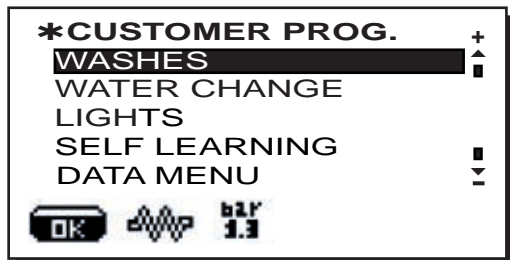 *CUSTOMER PROG.
WASHES
WATER CHANGE
LIGHTS
SELF LEARNING
DATA MENU
OK bar
1.3